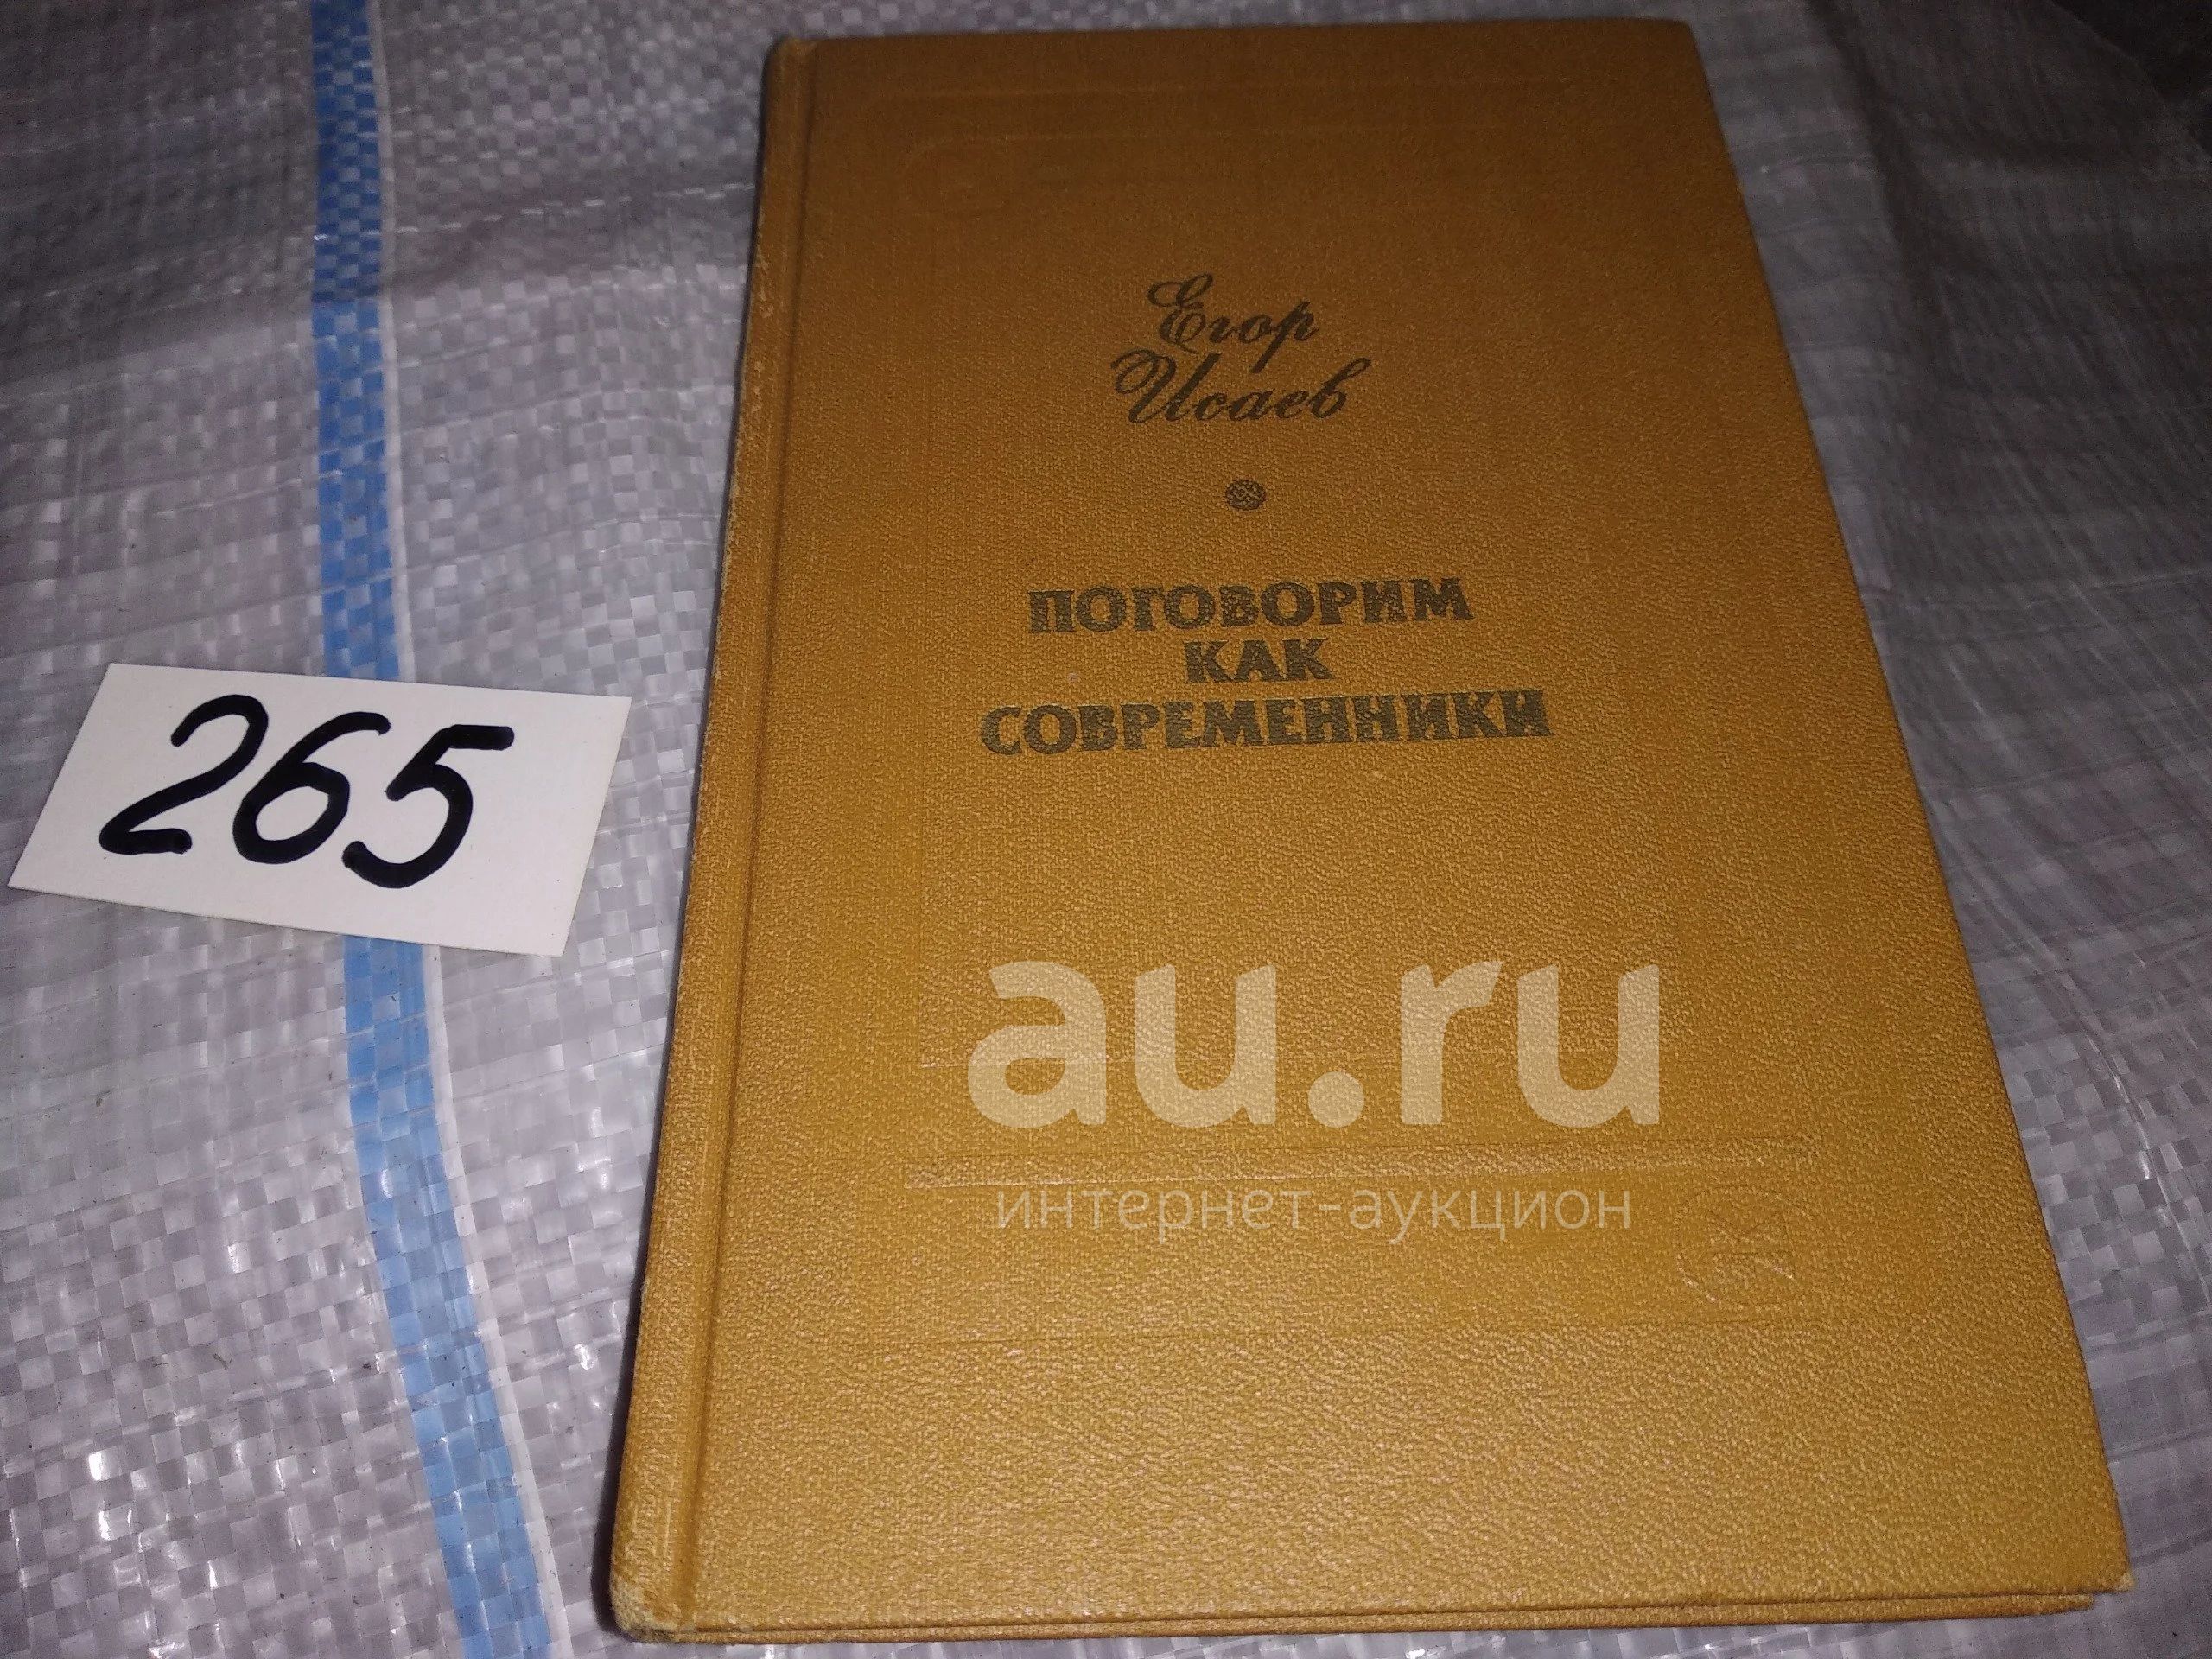 Егор
Исаев
ПОГОВОРИМ
КАК
СОВРЕМЕННИКИ
265
au.ru
интернет-аукцион